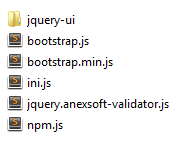 jquery-ui
bootstrap.js
bootstrap.min.js
ini.js
jquery.anexsoft-validator.js
npm.js